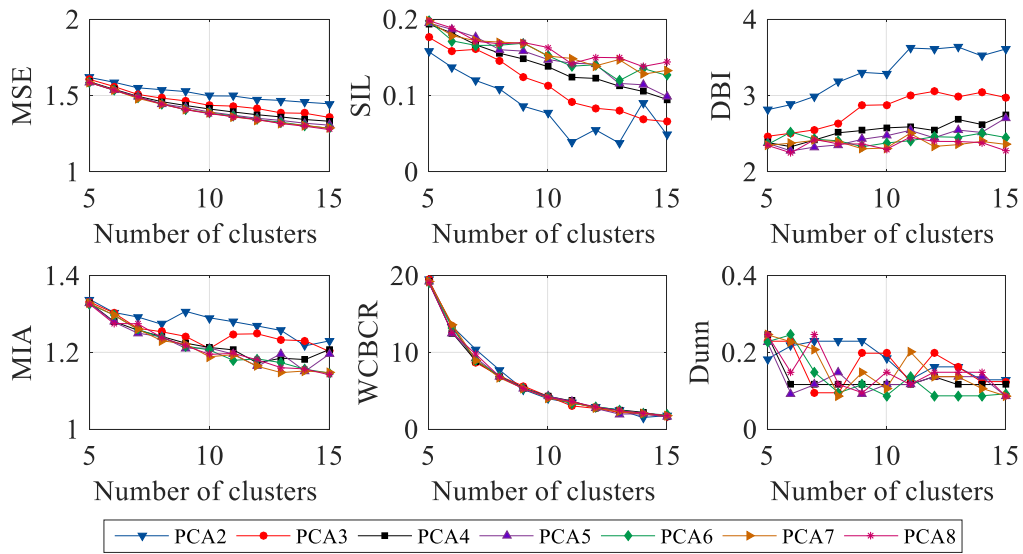 MSE
2
1.5
1
5 10 15
Number of clusters
SIL
0.2
0.1
0
5 10 15
Number of clusters
DBI
4
3
2
5 10 15
Number of clusters
MIA
1.4
1.2
1
5 10 15
Number of clusters
WCBCR
20
10
0
5 10 15
Number of clusters
Dunn
0.4
0.2
0
5 10 15
Number of clusters
PCA2 PCA3 PCA4 PCA5 PCA6 PCA7 PCA8